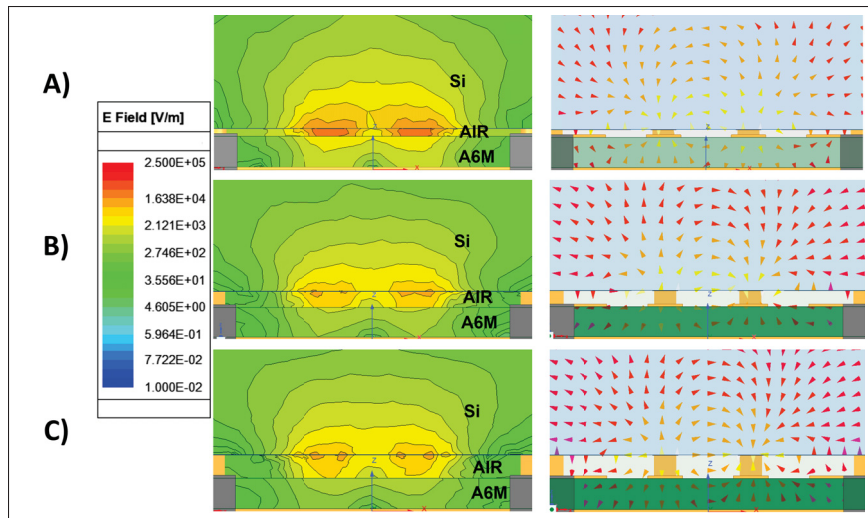 A)
Si
AIR
A6M
z
x
z
E Field [V/m]
2.500E+05
1.638E+04
2.121E+03
2.746E+02
3.556E+01
4.605E+00
5.964E-01
7.722E-02
1.000E-02
B)
Si
AIR
A6M
z
z
C)
Si
AIR
A6M
z
x
z